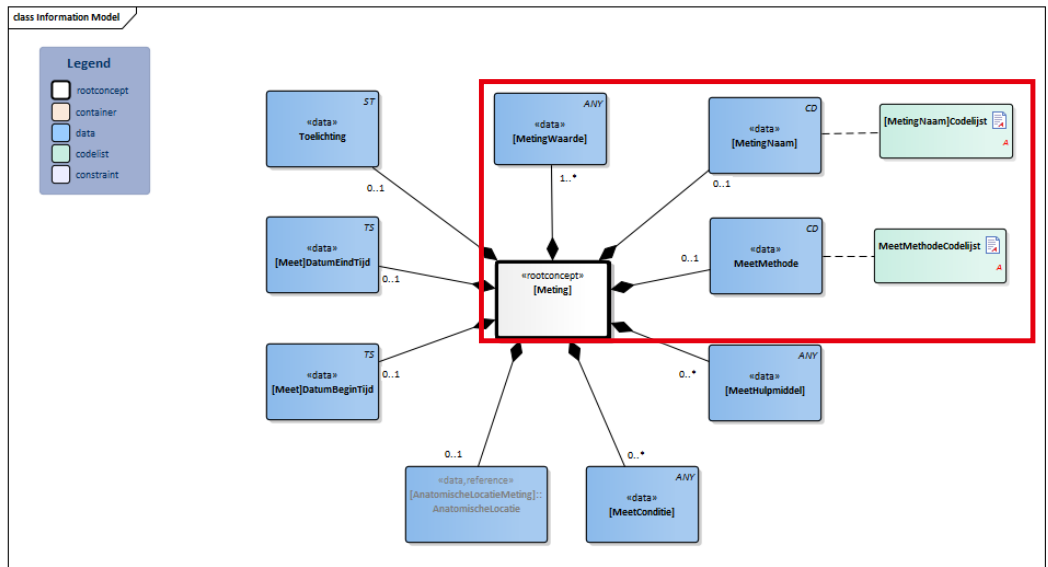 class Information Model
Legend
rootconcept
container
data
codelist
constraint
ST
«data»
Toelichting
0..1
ANY
«data»
[MetingWaarde]
1..*
CD
«data»
[MetingNaam]
0..1
[MetingNaam]Codelijst
A
TS
«data»
[Meet]DatumEindTijd
0..1
«rootconcept»
[Meting]
CD
«data»
MeetMethode
0..1
MeetMethodeCodelijst
A
TS
«data»
[Meet]DatumBeginTijd
0..1
ANY
«data»
[MeetHulpmiddel]
0..*
0..1
«data,reference»
[AnatomischeLocatieMeting]::
AnatomischeLocatie
0..*
ANY
«data»
[MeetConditie]